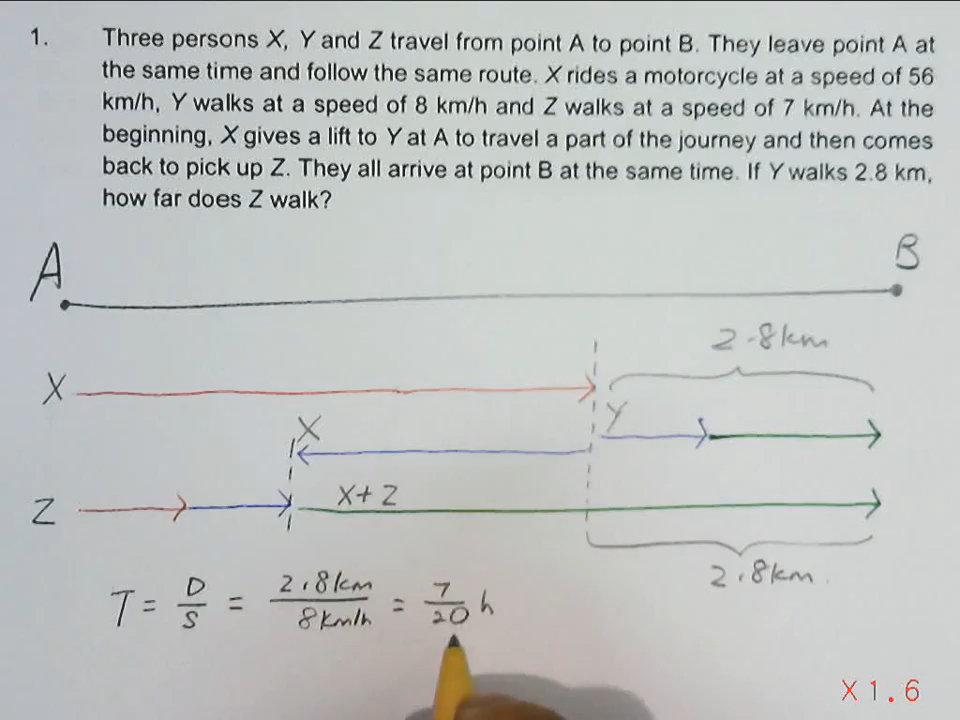 1. Three persons X, Y and Z travel from point A to point B. They leave point A at
the same time and follow the same route. X rides a motorcycle at a speed of 56
km/h, Y walks at a speed of 8 km/h and Z walks at a speed of 7 km/h. At the
beginning, X gives a lift to Y at A to travel a part of the journey and then comes
back to pick up Z. They all arrive at point B at the same time. If Y walks 2.8 km,
how far does Z walk?
A B
2.8km
X
Y
X
Z X+Z
2.8km.
T = D/S = 2.8km/8km/h = 7/20 h
X1.6